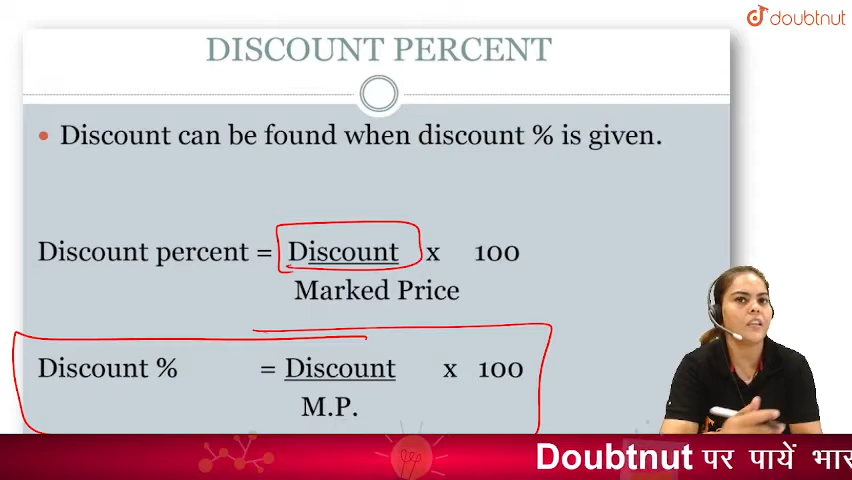 doubtnut
DISCOUNT PERCENT
• Discount can be found when discount % is given.
Discount percent = Discount x 100
Marked Price
Discount % = Discount x 100
M.P.
Doubtnut पर पायें